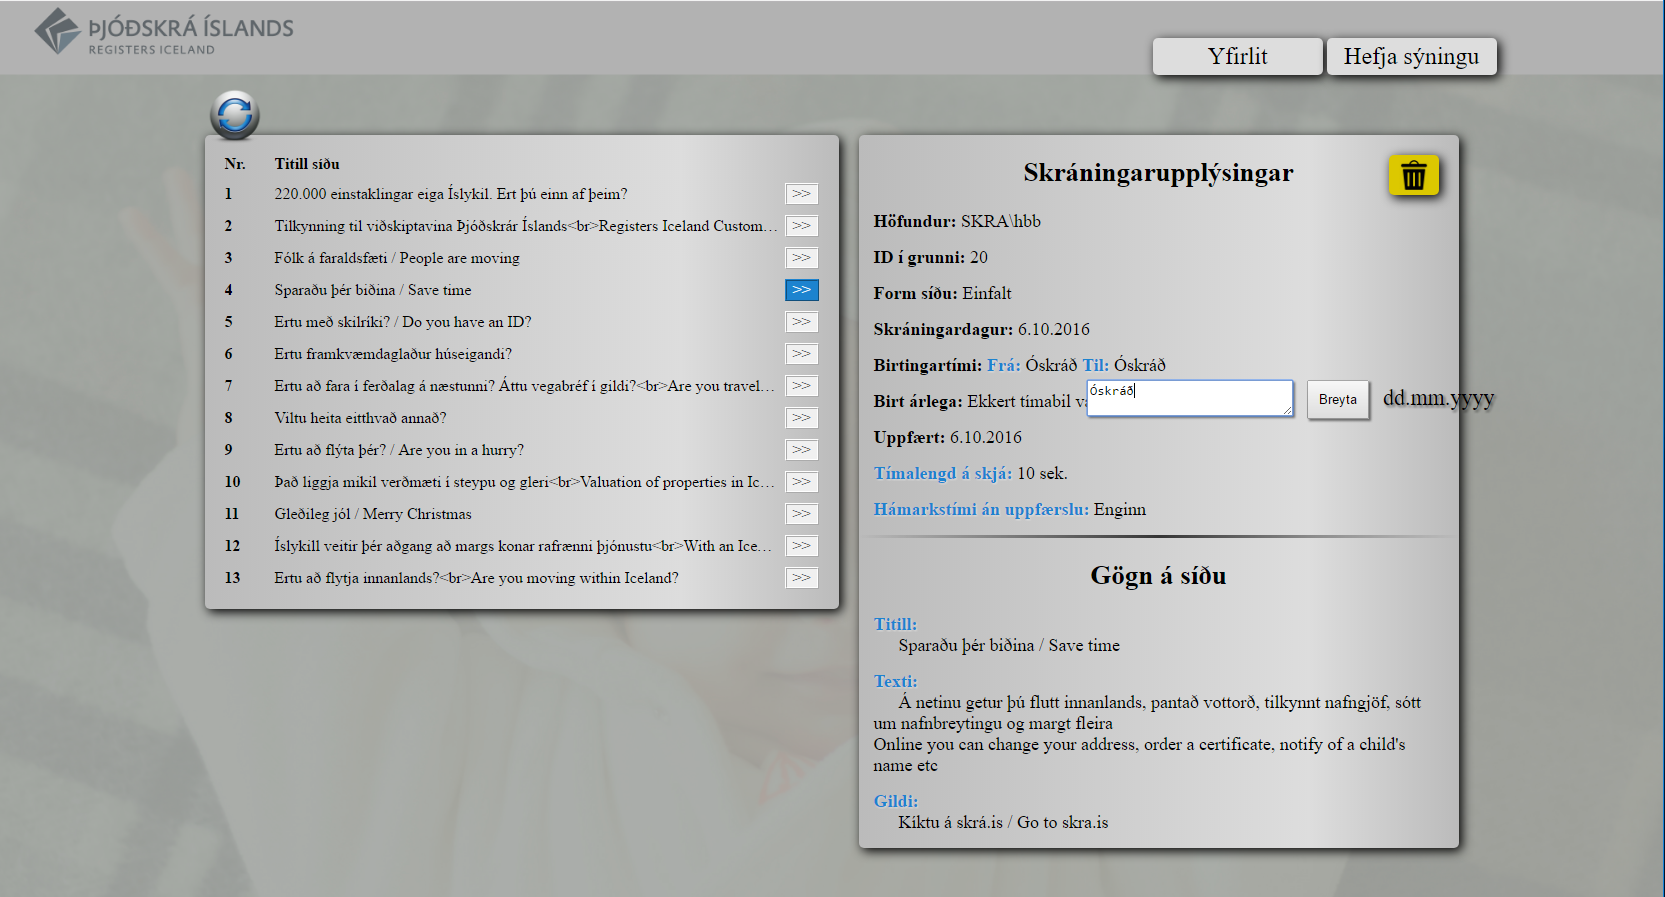 ÞJÓÐSKRÁ ÍSLANDS
REGISTERS ICELAND
Yfirlit
Hefja sýningu
Nr. Titill síðu
1 220.000 einstaklingar eiga Íslykil. Ert þú einn af þeim? >>
2 Tilkynning til viðskiptavina Þjóðskrár Íslands<br>Registers Iceland Custom... >>
3 Fólk á faraldsfæti / People are moving >>
4 Sparaðu þér biðina / Save time >>
5 Ertu með skilríki? / Do you have an ID? >>
6 Ertu framkvæmdaglaður húseigandi? >>
7 Ertu að fara í ferðalag á næstunni? Áttu vegabréf í gildi?<br>Are you travel... >>
8 Viltu heita eitthvað annað? >>
9 Ertu að flýta þér? / Are you in a hurry? >>
10 Það liggja mikil verðmæti í steypu og gleri<br>Valuation of properties in Ic... >>
11 Gleðileg jól / Merry Christmas >>
12 Íslykill veitir þér aðgang að margs konar rafrænni þjónustu<br>With an Ice... >>
13 Ertu að flytja innanlands?<br>Are you moving within Iceland? >>
Skráningarupplýsingar
Höfundur: SKRA\hbb
ID í grunni: 20
Form síðu: Einfalt
Skráningardagur: 6.10.2016
Birtingartími: Frá: Óskráð Til: Óskráð
Birt árlega: Ekkert tímabil
Óskráð
Breyta
dd.mm.yyyy
Uppfært: 6.10.2016
Tímalengd á skjá: 10 sek.
Hámarkstími án uppfærslu: Enginn
Gögn á síðu
Titill:
Sparaðu þér biðina / Save time
Texti:
Á netinu getur þú flutt innanlands, pantað vottorð, tilkynnt nafngjöf, sótt
um nafnbreytingu og margt fleira
Online you can change your address, order a certificate, notify of a child's
name etc
Gildi:
Kíktu á skrá.is / Go to skra.is